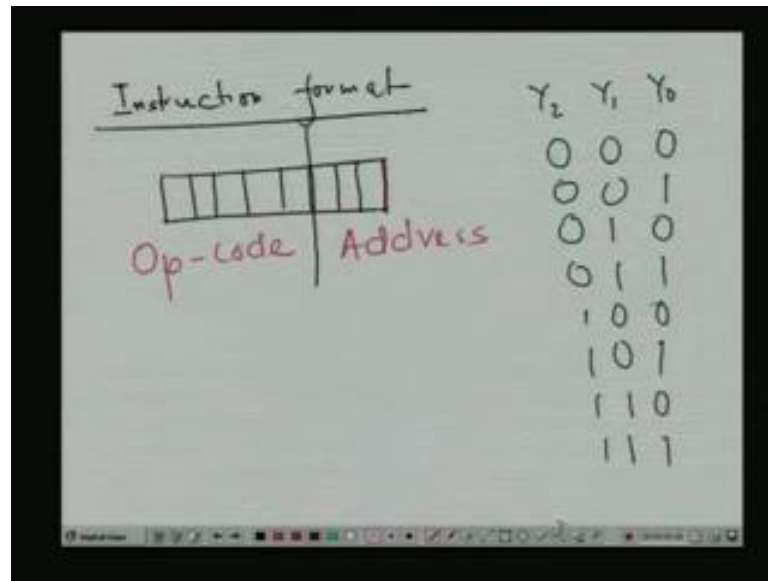 Instruction format
Op-code Address
Y2 Y1 Y0
0 0 0
0 0 1
0 1 0
0 1 1
1 0 0
1 0 1
1 1 0
1 1 1